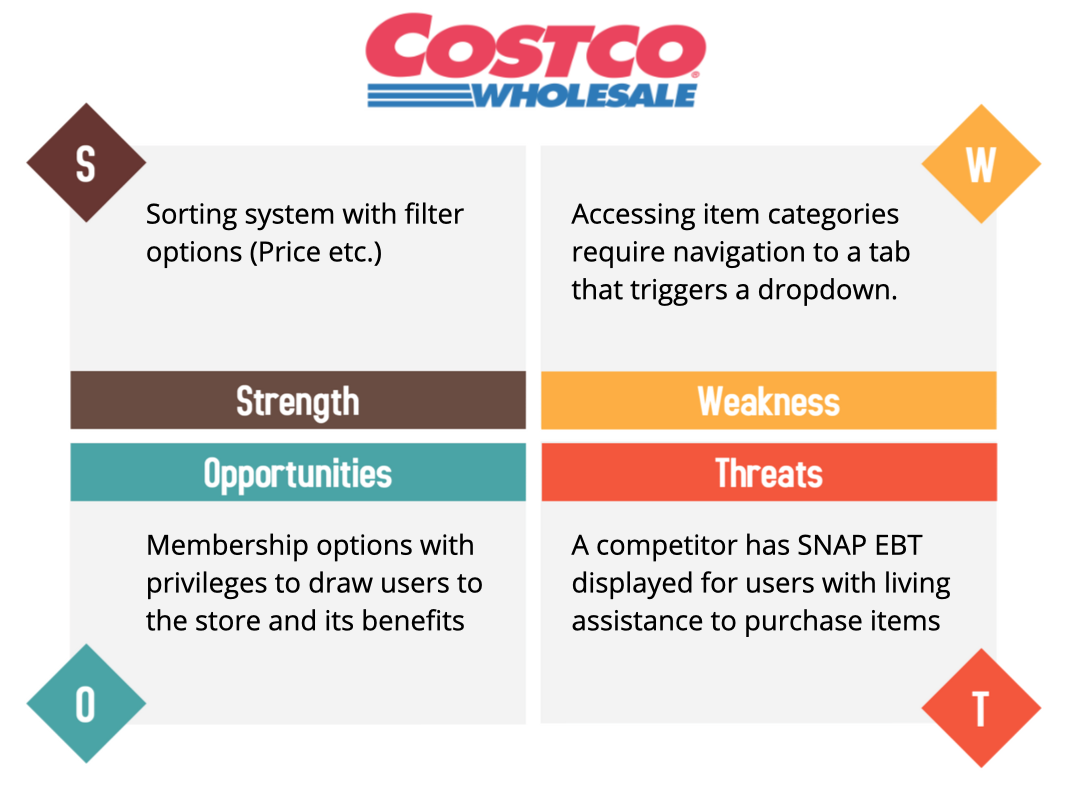 COSTCO
WHOLESALE
S
Sorting system with filter
options (Price etc.)
Strength
W
Accessing item categories
require navigation to a tab
that triggers a dropdown.
Weakness
Opportunities
Membership options with
privileges to draw users to
the store and its benefits
O
Threats
A competitor has SNAP EBT
displayed for users with living
assistance to purchase items
T